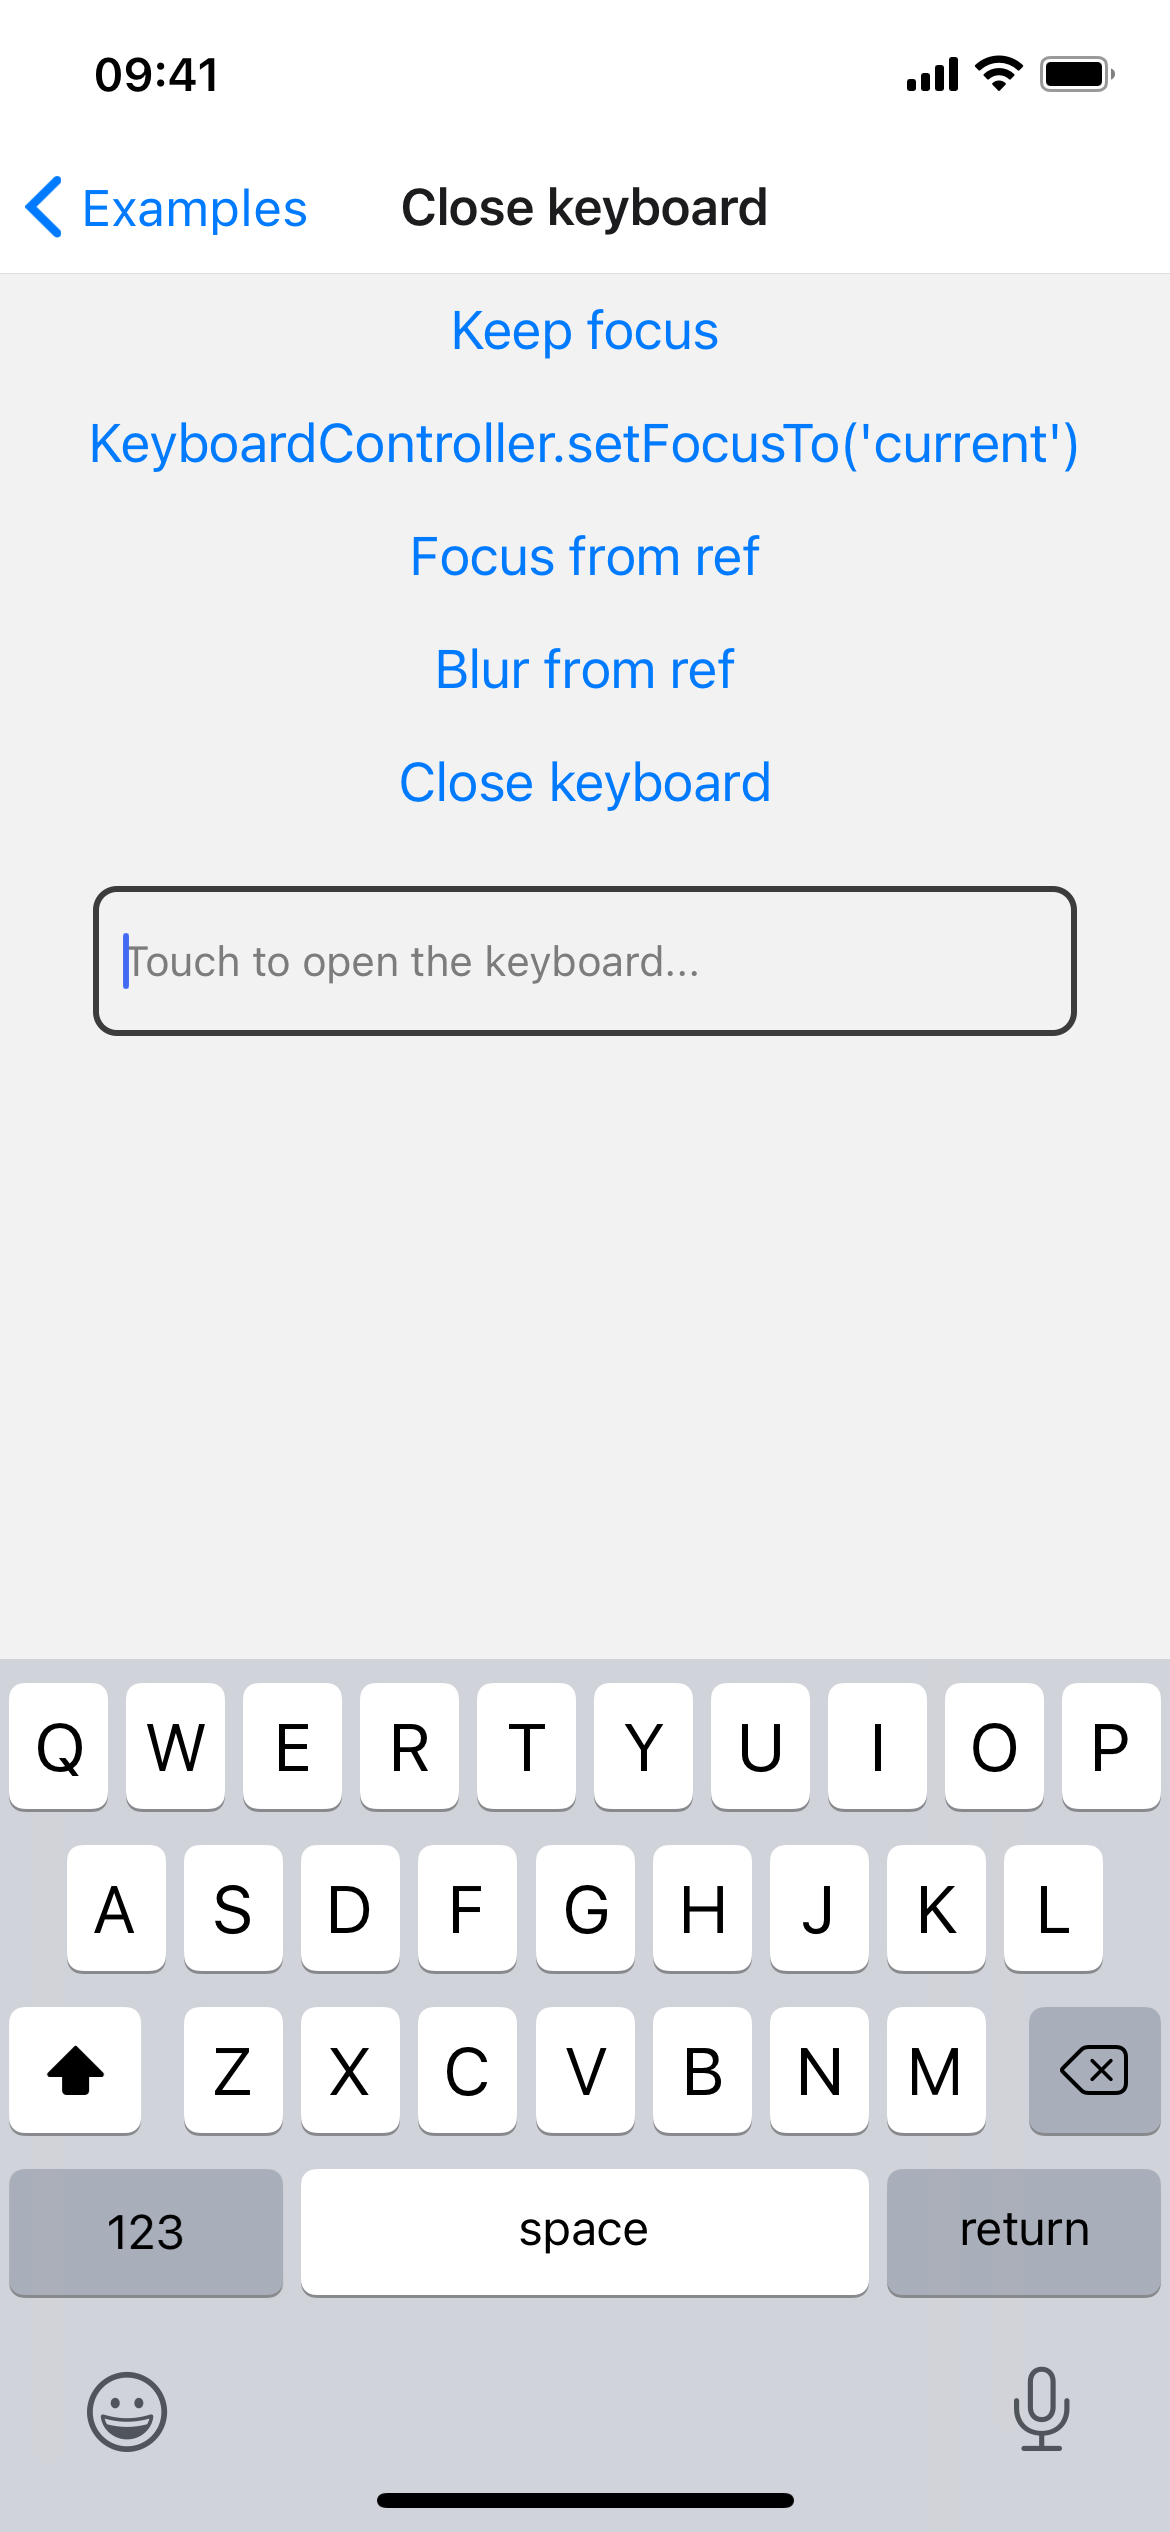 09:41
Examples
Close keyboard
Keep focus
KeyboardController.setFocusTo('current')
Focus from ref
Blur from ref
Close keyboard
Touch to open the keyboard...
Q W E R T Y U I O P
A S D F G H J K L
Z X C V B N M
123 space return